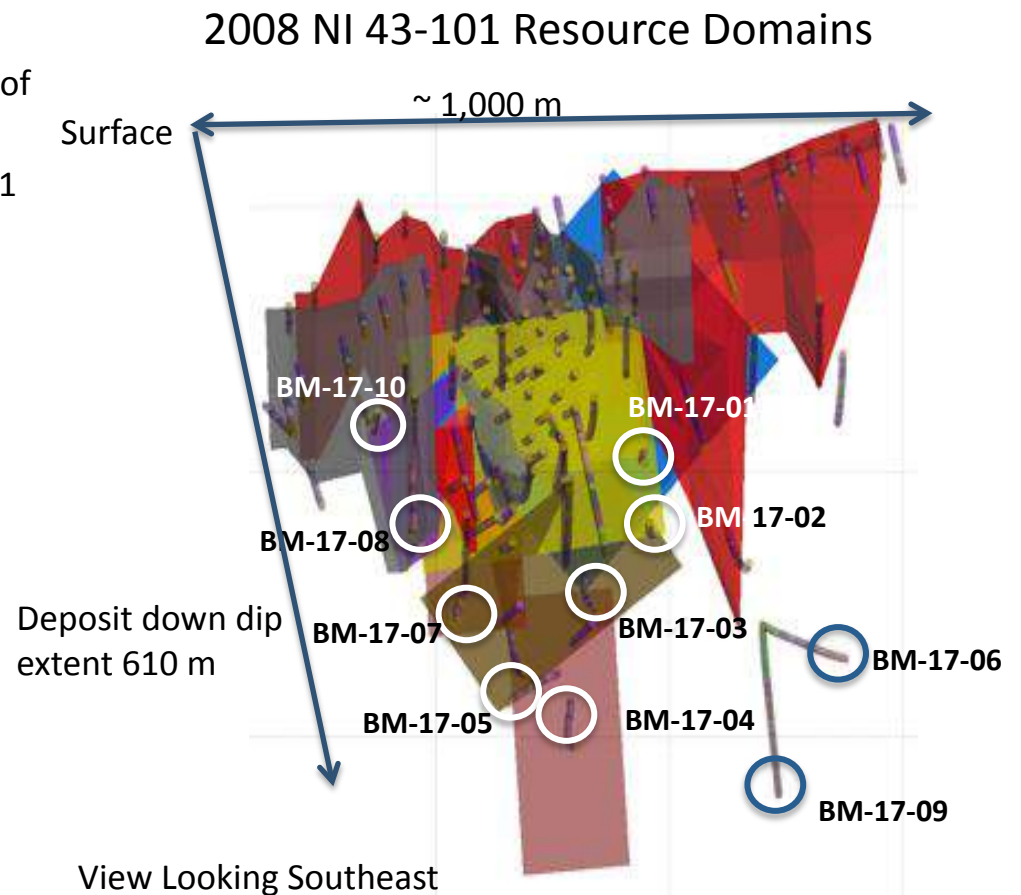 2008 NI 43-101 Resource Domains
of
~ 1,000 m
Surface
1
BM-17-10
BM-17-01
BM-17-02
BM-17-08
Deposit down dip
extent 610 m
BM-17-07
BM-17-03
BM-17-06
BM-17-05
BM-17-04
BM-17-09
View Looking Southeast